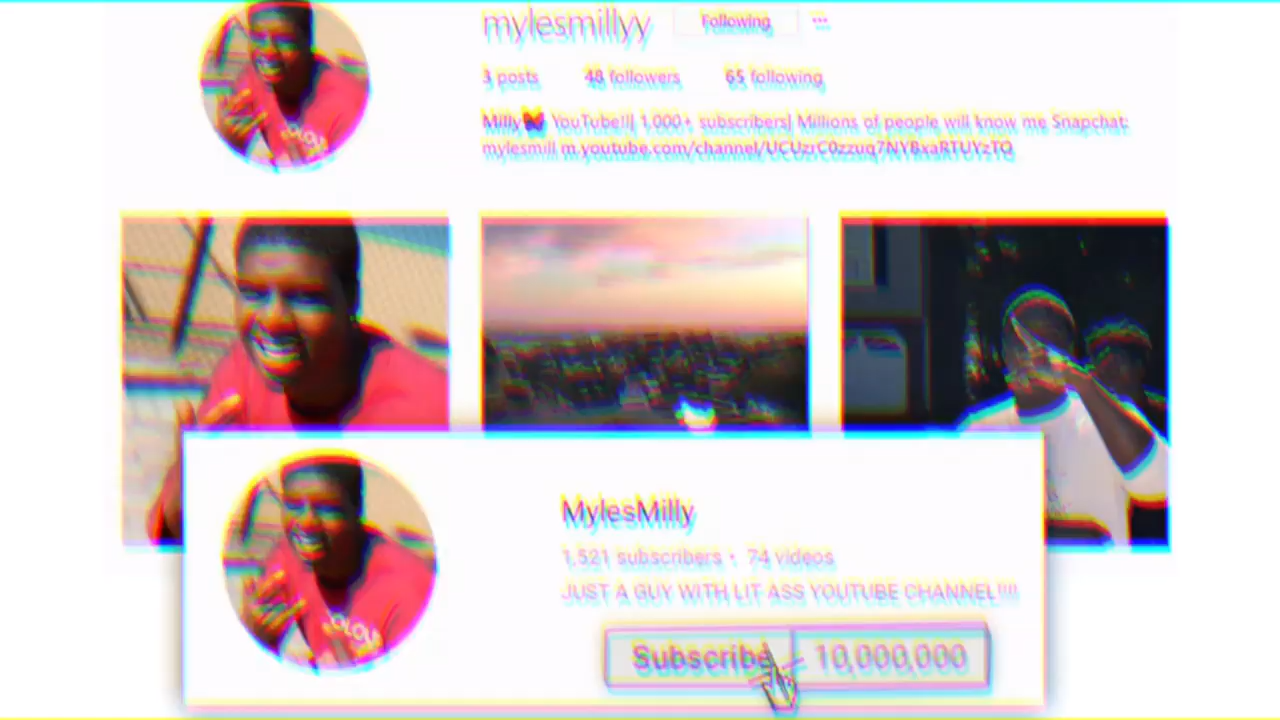 mylesmillyy Following ...
3 posts 48 followers 65 following
Milly YouTube!!| 1,000+ subscribers| Millions of people will know me Snapchat:
mylesmill m.youtube.com/channel/UCUzrC0zzuq7NYBxaRTUYzTQ
MylesMilly
1,521 subscribers • 74 videos
JUST A GUY WITH LIT ASS YOUTUBE CHANNEL!!!!
Subscribe 10,000,000